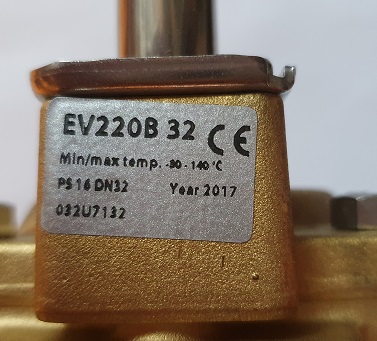 EV220B 32 CE
Min/max temp. -30 - 140 °C
PS 16 DN32 Year 2017
032U7132